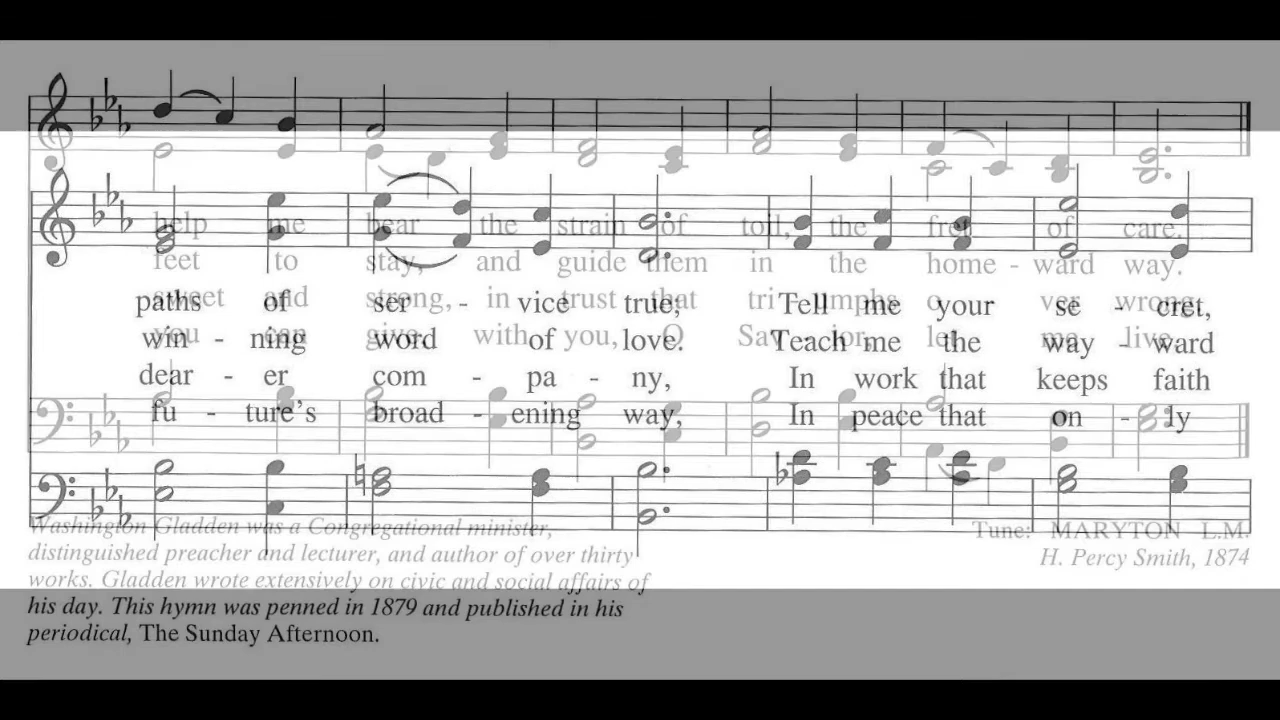 help me bear the strain of toil, the fret of care.
feet to stay, and guide them in the home - ward way.
paths of ser - vice true; Tell me your se - cret,
sweet and strong, in trust that tri - umphs o - ver wrong,
win - ning word of love. Teach me the way - ward
you can give, with you, O Sav - ior, let me live.
dear - er com - pa - ny, In work that keeps faith
fu - ture's broad - ening way, In peace that on - ly
Washington Gladden was a Congregational minister,
distinguished preacher and lecturer, and author of over thirty
works. Gladden wrote extensively on civic and social affairs of
his day. This hymn was penned in 1879 and published in his
periodical, The Sunday Afternoon.
Tune: MARYTON L.M.
H. Percy Smith, 1874